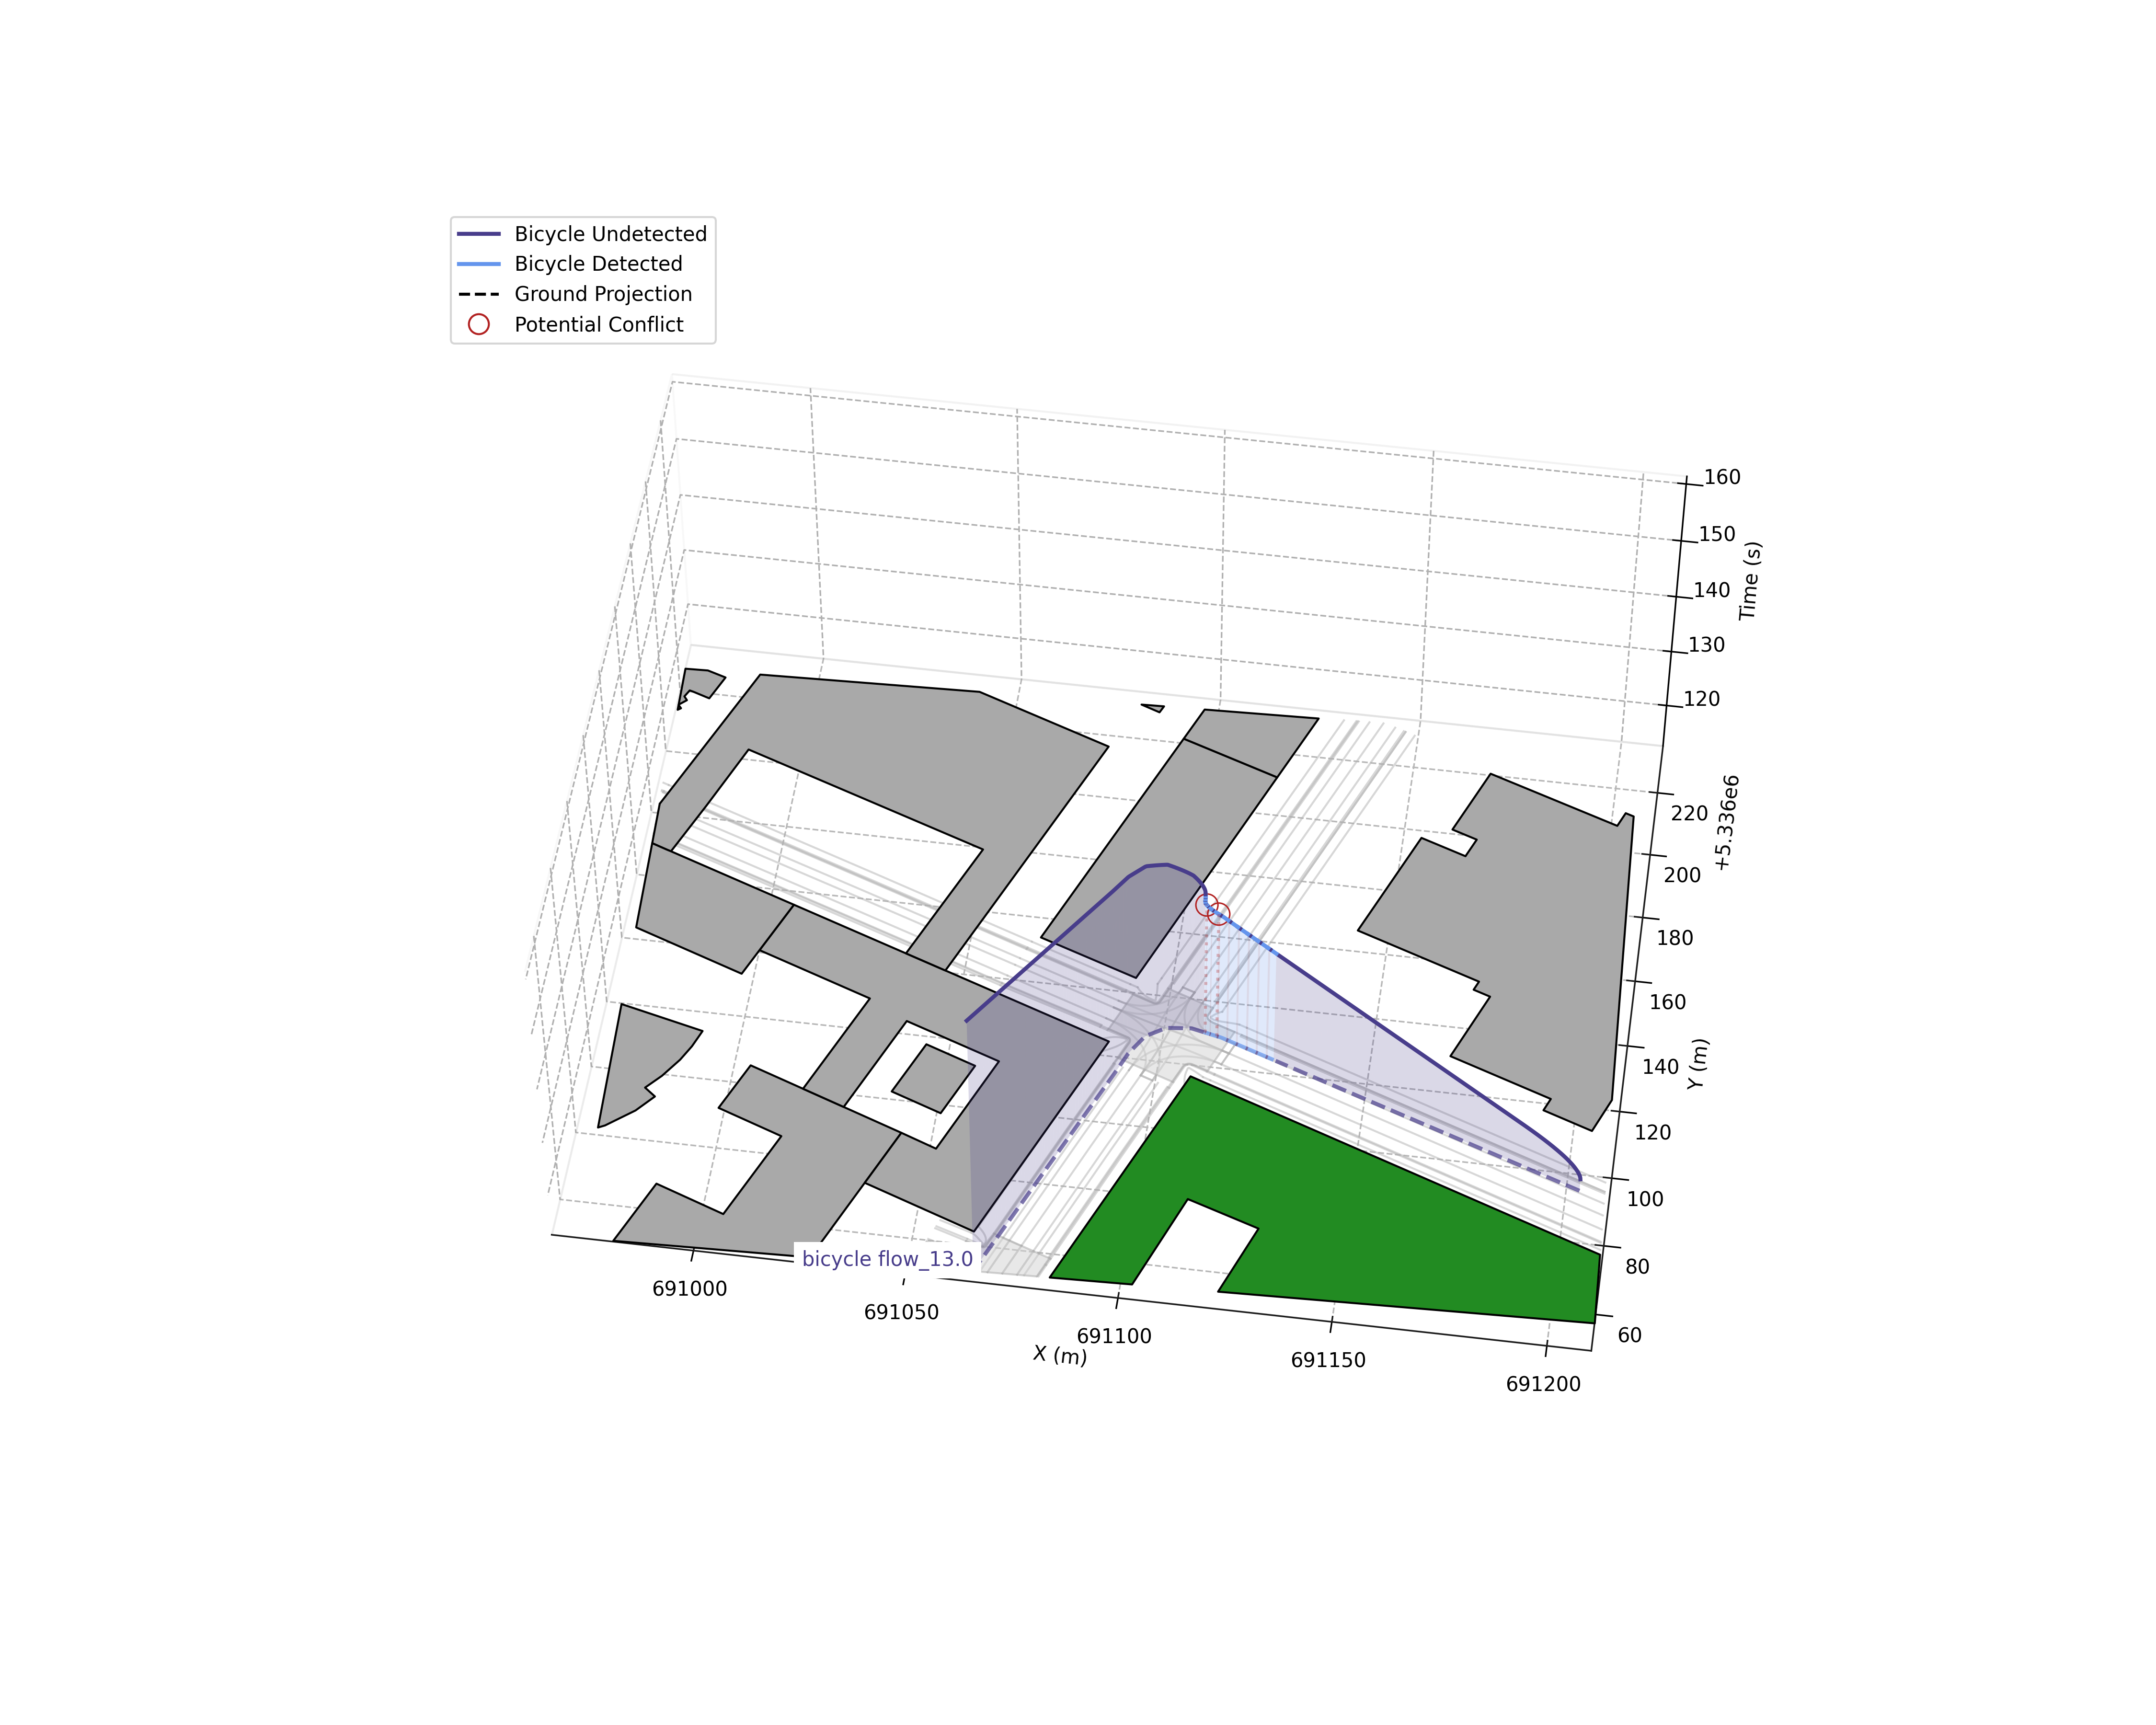 Bicycle Undetected
Bicycle Detected
Ground Projection
Potential Conflict
160
150
140
130
120
Time (s)
+5.336e6
220
200
180
160
140
120
100
80
60
Y (m)
bicycle flow_13.0
691000
691050
691100
691150
691200
X (m)